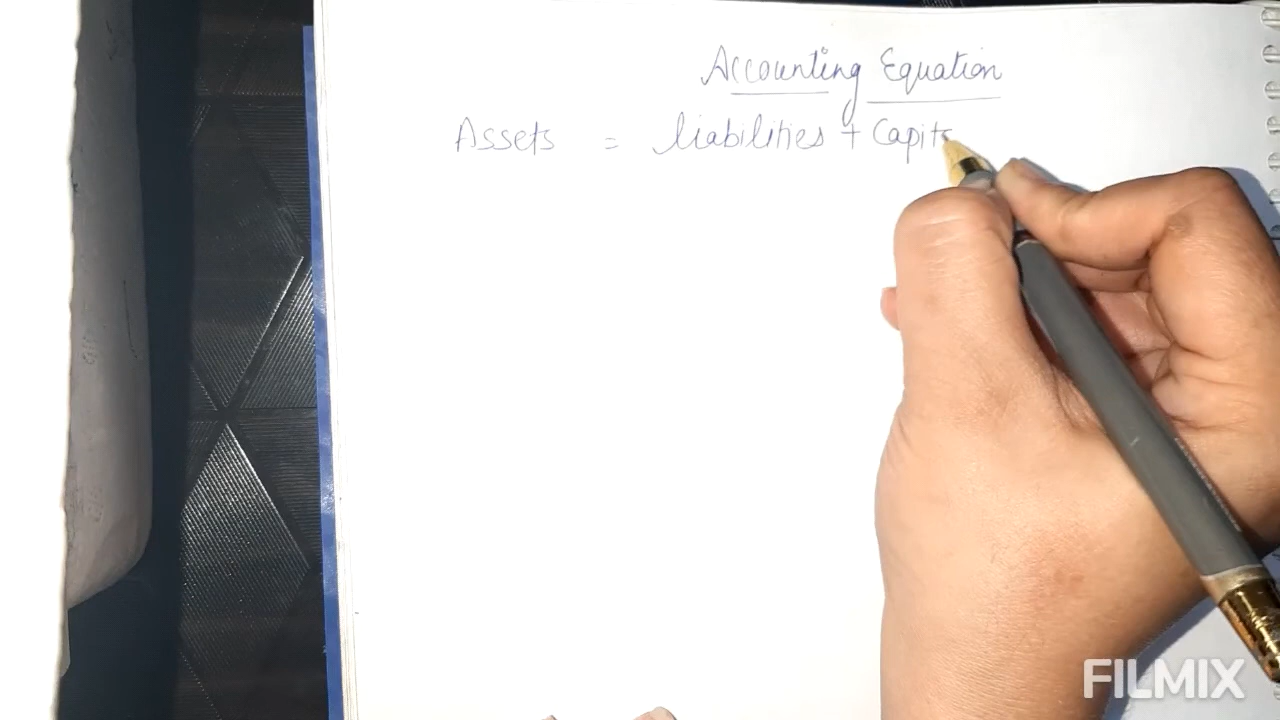 Accounting Equation
Assets = Liabilities + Capit
FILMIX